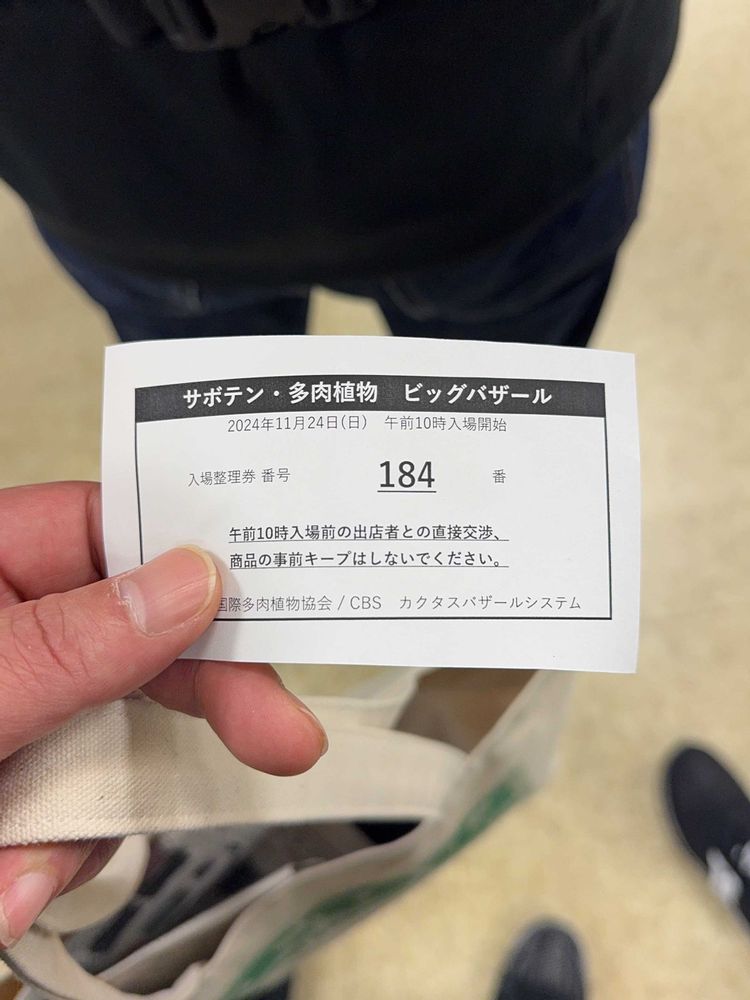 サボテン・多肉植物 ビッグバザール
2024年11月24日(日) 午前10時入場開始
入場整理券 番号 184 番
午前10時入場前の出店者との直接交渉、
商品の事前キープはしないでください。
国際多肉植物協会 / CBS カクタスバザールシステム